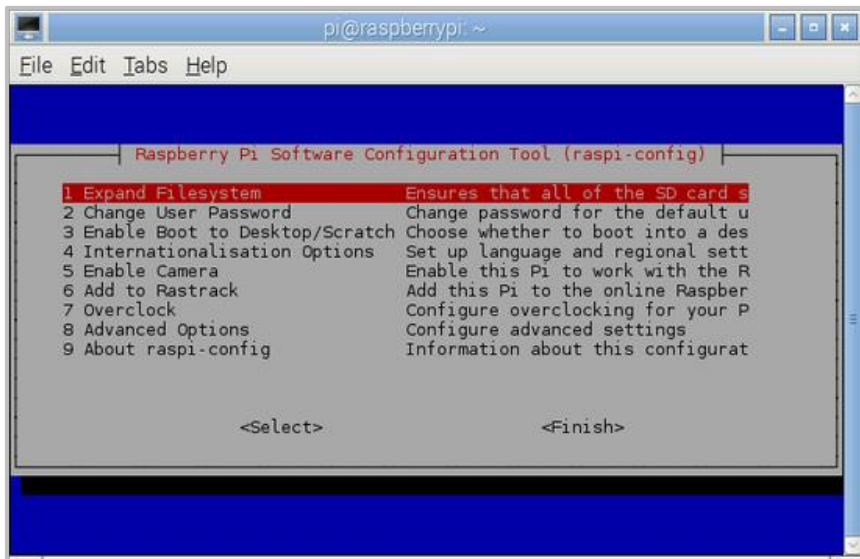 pi@raspberrypi: ~
File Edit Tabs Help
Raspberry Pi Software Configuration Tool (raspi-config)
1 Expand Filesystem Ensures that all of the SD card s
2 Change User Password Change password for the default u
3 Enable Boot to Desktop/Scratch Choose whether to boot into a des
4 Internationalisation Options Set up language and regional sett
5 Enable Camera Enable this Pi to work with the R
6 Add to Rastrack Add this Pi to the online Raspber
7 Overclock Configure overclocking for your P
8 Advanced Options Configure advanced settings
9 About raspi-config Information about this configurat
<Select> <Finish>